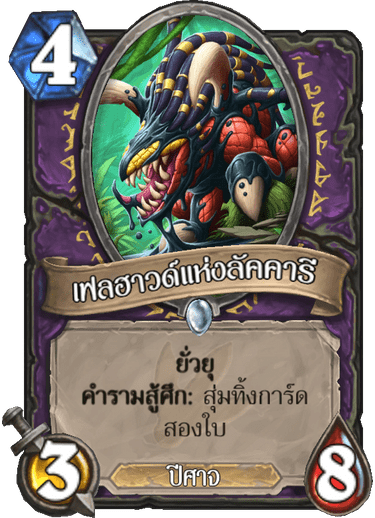 4
เฟลฮาวด์แห่งลัคคารี
ยั่วยุ
คำรามสู้ศึก: สุ่มทิ้งการ์ด
สองใบ
3
ปีศาจ
8